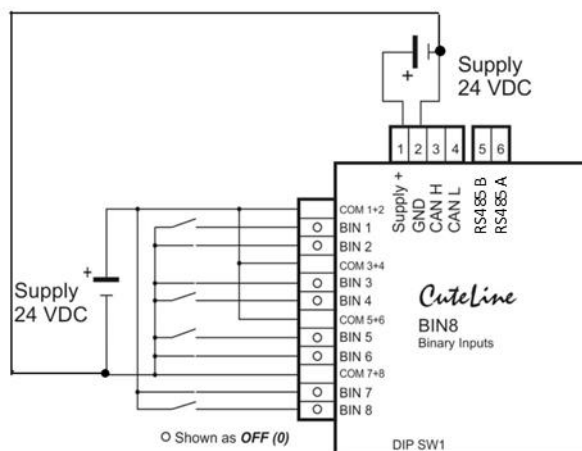 Supply
24 VDC
+
1 2 3 4 5 6
Supply +
GND
CAN H
CAN L
RS485 B
RS485 A
COM 1+2
BIN 1
BIN 2
COM 3+4
BIN 3
BIN 4
COM 5+6
BIN 5
BIN 6
COM 7+8
BIN 7
BIN 8
+
Supply
24 VDC
CuteLine
BIN8
Binary Inputs
O Shown as OFF (0)
DIP SW1